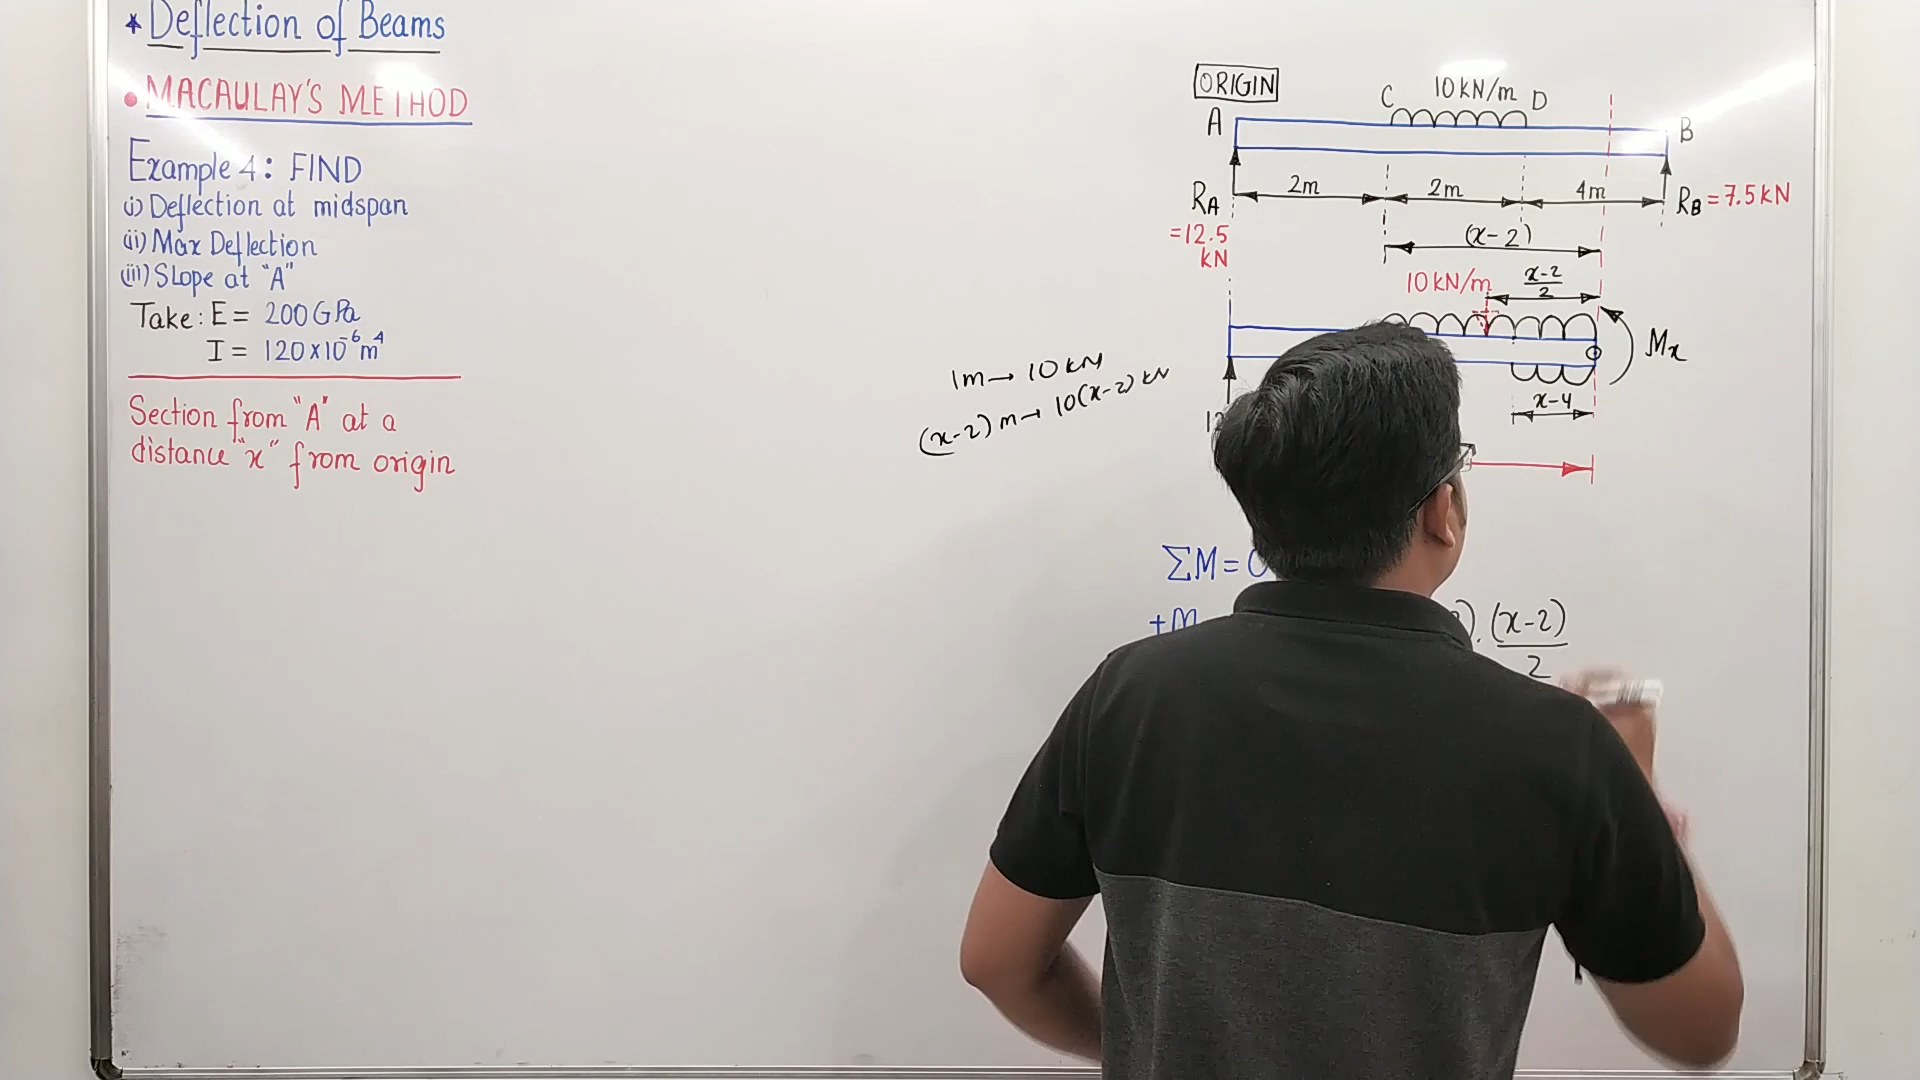 * Deflection of Beams
• MACAULAY'S METHOD
Example 4: FIND
(i) Deflection at midspan
(ii) Max Deflection
(iii) Slope at "A"
Take: E = 200 GPa
I = 120×10⁻⁶ m⁴
Section from "A" at a
distance "x" from origin
1m → 10 kN
(x-2) m → 10(x-2) kN
ORIGIN
C 10 kN/m D
A B
2m 2m 4m
RA = 12.5 kN
RB = 7.5 kN
(x-2)
10 kN/m
x-2/2
Mx
x-4
ΣM = 0
+M ). (x-2)/2